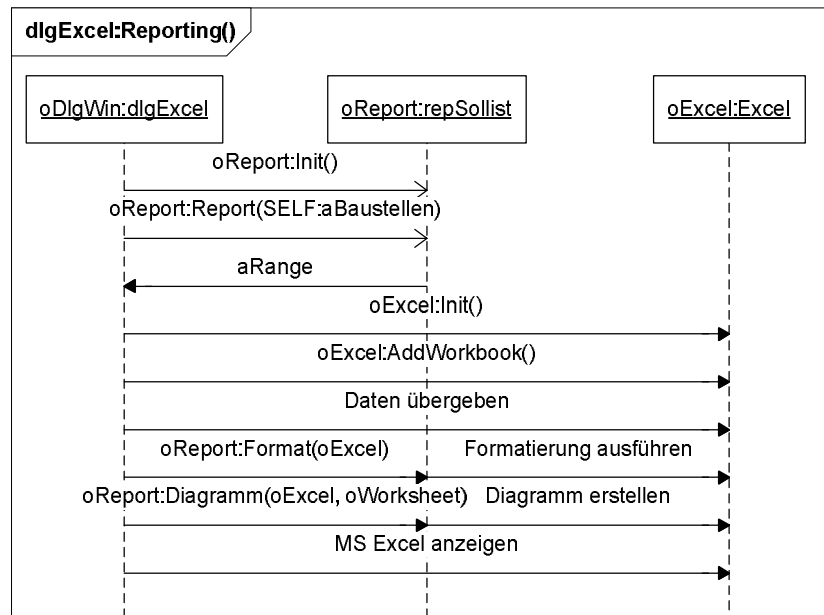 dlgExcel:Reporting()
oDlgWin:dlgExcel
oReport:repSollist
oExcel:Excel
oReport:Init()
oReport:Report(SELF:aBaustellen)
aRange
oExcel:Init()
oExcel:AddWorkbook()
Daten übergeben
oReport:Format(oExcel)
Formatierung ausführen
oReport:Diagramm(oExcel, oWorksheet)
Diagramm erstellen
MS Excel anzeigen